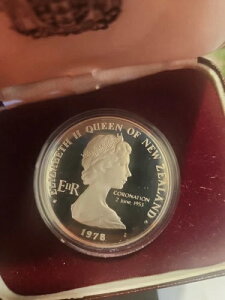 ELIZABETH II QUEEN OF NEW ZEALAND
EIIR
CORONATION
2 June 1953
1978